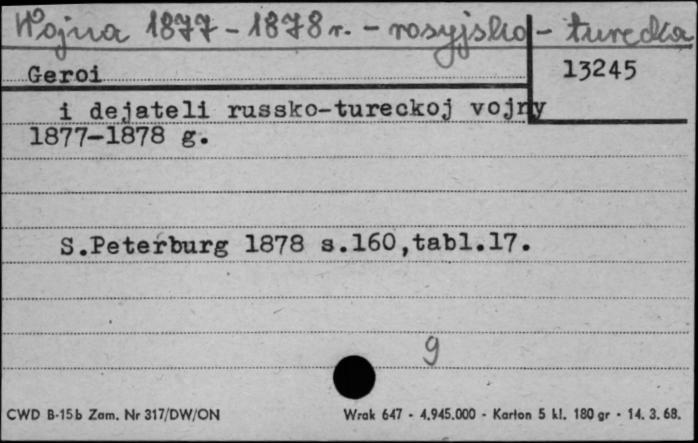 Wojna 1877-1878 r. - rosyjsko - turecka
Geroi
13245
i dejateli russko-tureckoj vojny
1877-1878 g.
S.Peterburg 1878 s.160,tabl.17.
9
CWD B-15b Zam. Nr 317/DW/ON
Wrak 647 - 4.945.000 - Karton 5 kl. 180 gr - 14. 3. 68.